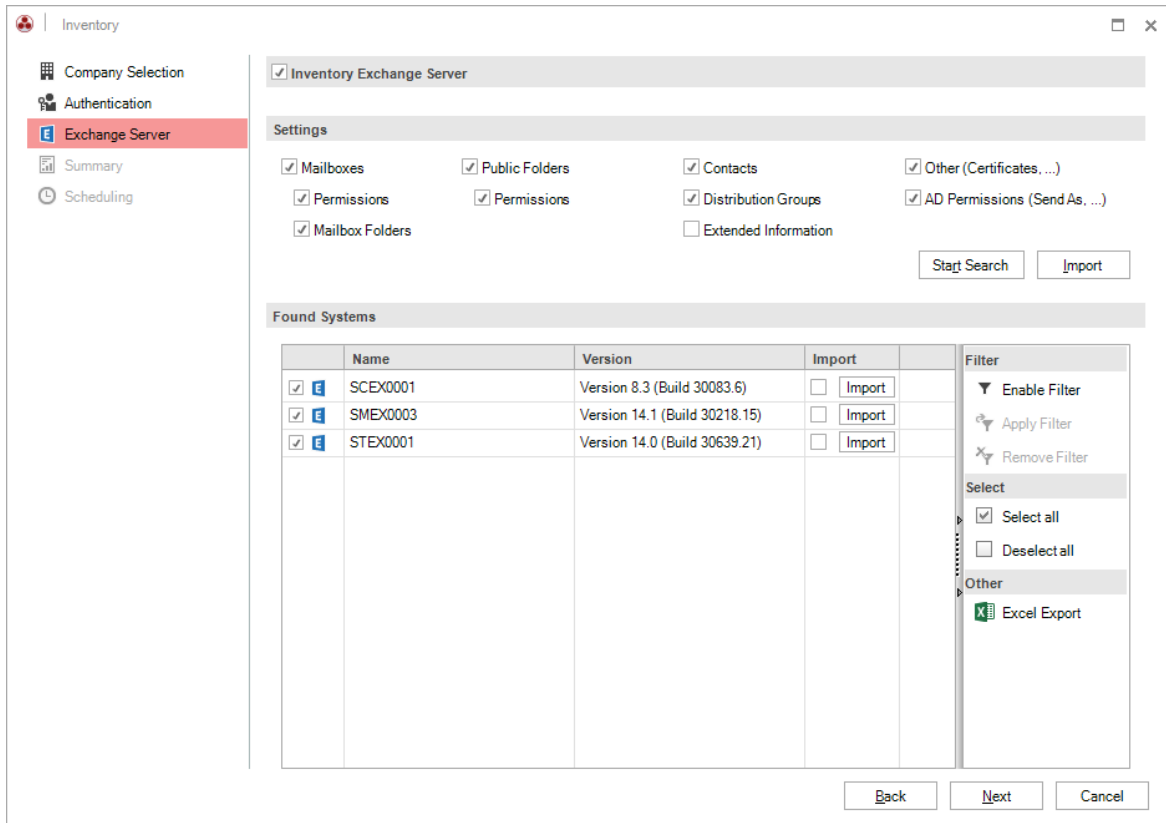 Inventory
Company Selection
Authentication
Exchange Server
Summary
Scheduling
Inventory Exchange Server
Settings
Mailboxes Public Folders Contacts Other (Certificates, ...)
Permissions Permissions Distribution Groups AD Permissions (Send As, ...)
Mailbox Folders Extended Information
Start Search Import
Found Systems
Name Version Import
SCEX0001 Version 8.3 (Build 30083.6) Import
SMEX0003 Version 14.1 (Build 30218.15) Import
STEX0001 Version 14.0 (Build 30639.21) Import
Filter
Enable Filter
Apply Filter
Remove Filter
Select
Select all
Deselect all
Other
Excel Export
Back Next Cancel